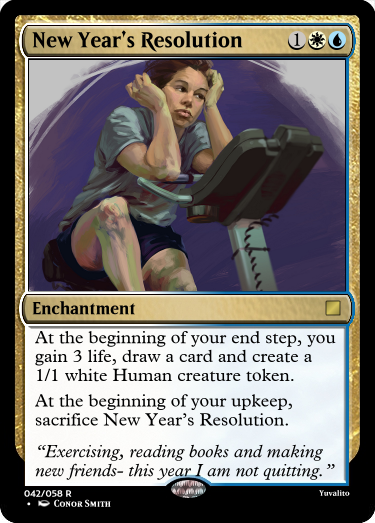 New Year's Resolution 1
Enchantment
At the beginning of your end step, you
gain 3 life, draw a card and create a
1/1 white Human creature token.
At the beginning of your upkeep,
sacrifice New Year's Resolution.
“Exercising, reading books and making
new friends- this year I am not quitting.”
042/058 R
Yuvalito
• Conor Smith